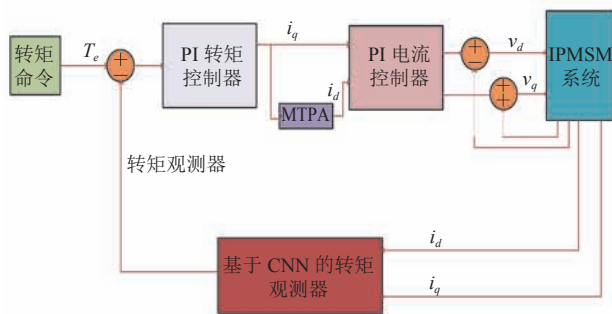 转矩
命令
T_e
+
−
PI 转矩
控制器
i_q
i_d
MTPA
PI 电流
控制器
+
−
v_d
+
+
v_q
IPMSM
系统
转矩观测器
基于 CNN 的转矩
观测器
i_d
i_q